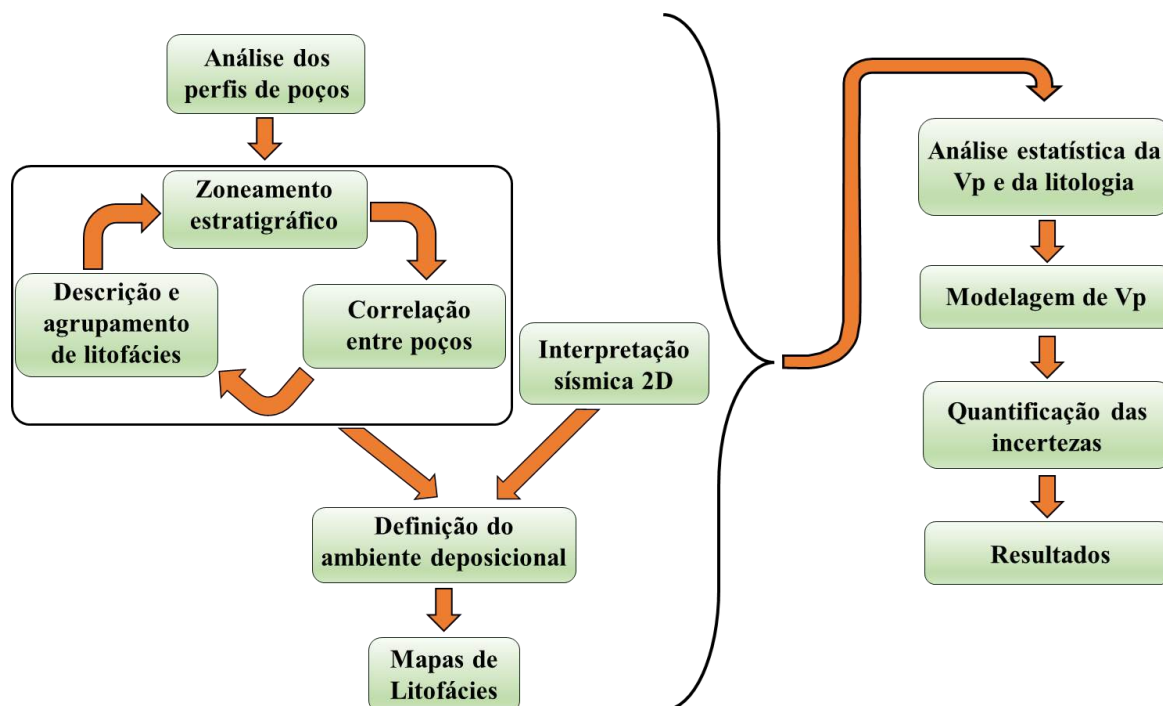 Análise dos
perfis de poços
Zoneamento
estratigráfico
Descrição e
agrupamento
de litofácies
Correlação
entre poços
Interpretação
sísmica 2D
Definição do
ambiente deposicional
Mapas de
Litofácies
Análise estatística da
Vp e da litologia
Modelagem de Vp
Quantificação das
incertezas
Resultados